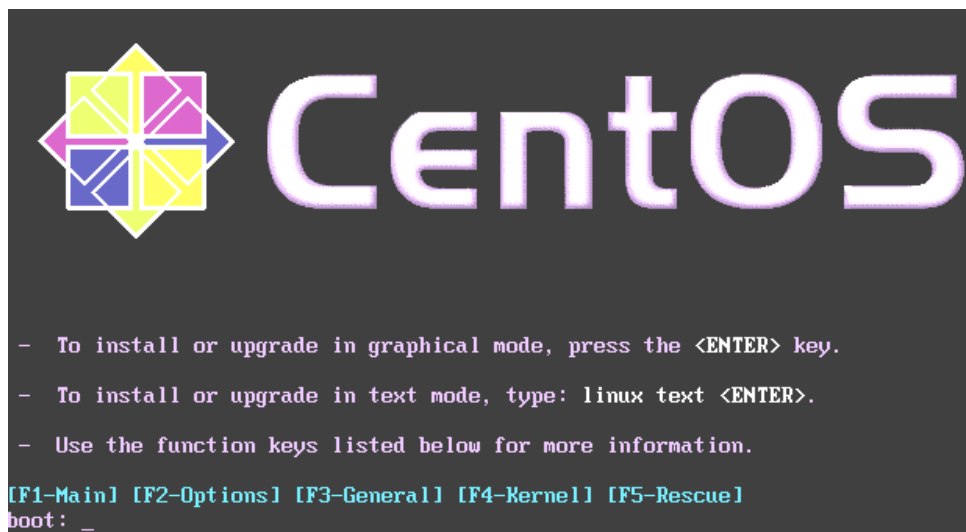 CentOS
- To install or upgrade in graphical mode, press the <ENTER> key.
- To install or upgrade in text mode, type: linux text <ENTER>.
- Use the function keys listed below for more information.
[F1-Main] [F2-Options] [F3-General] [F4-Kernel] [F5-Rescue]
boot: _